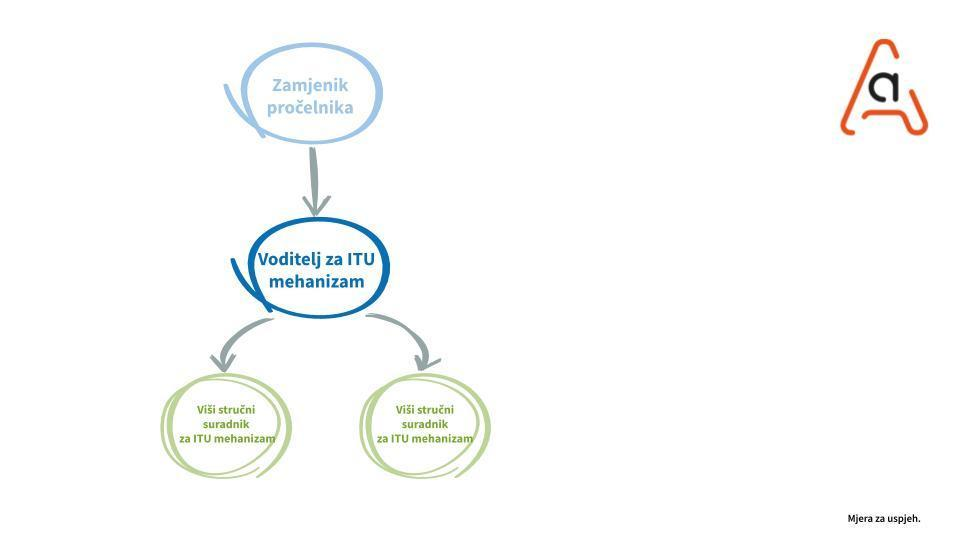 Zamjenik
pročelnika
a
Voditelj za ITU
mehanizam
Viši stručni
suradnik
za ITU mehanizam
Viši stručni
suradnik
za ITU mehanizam
Mjera za uspjeh.